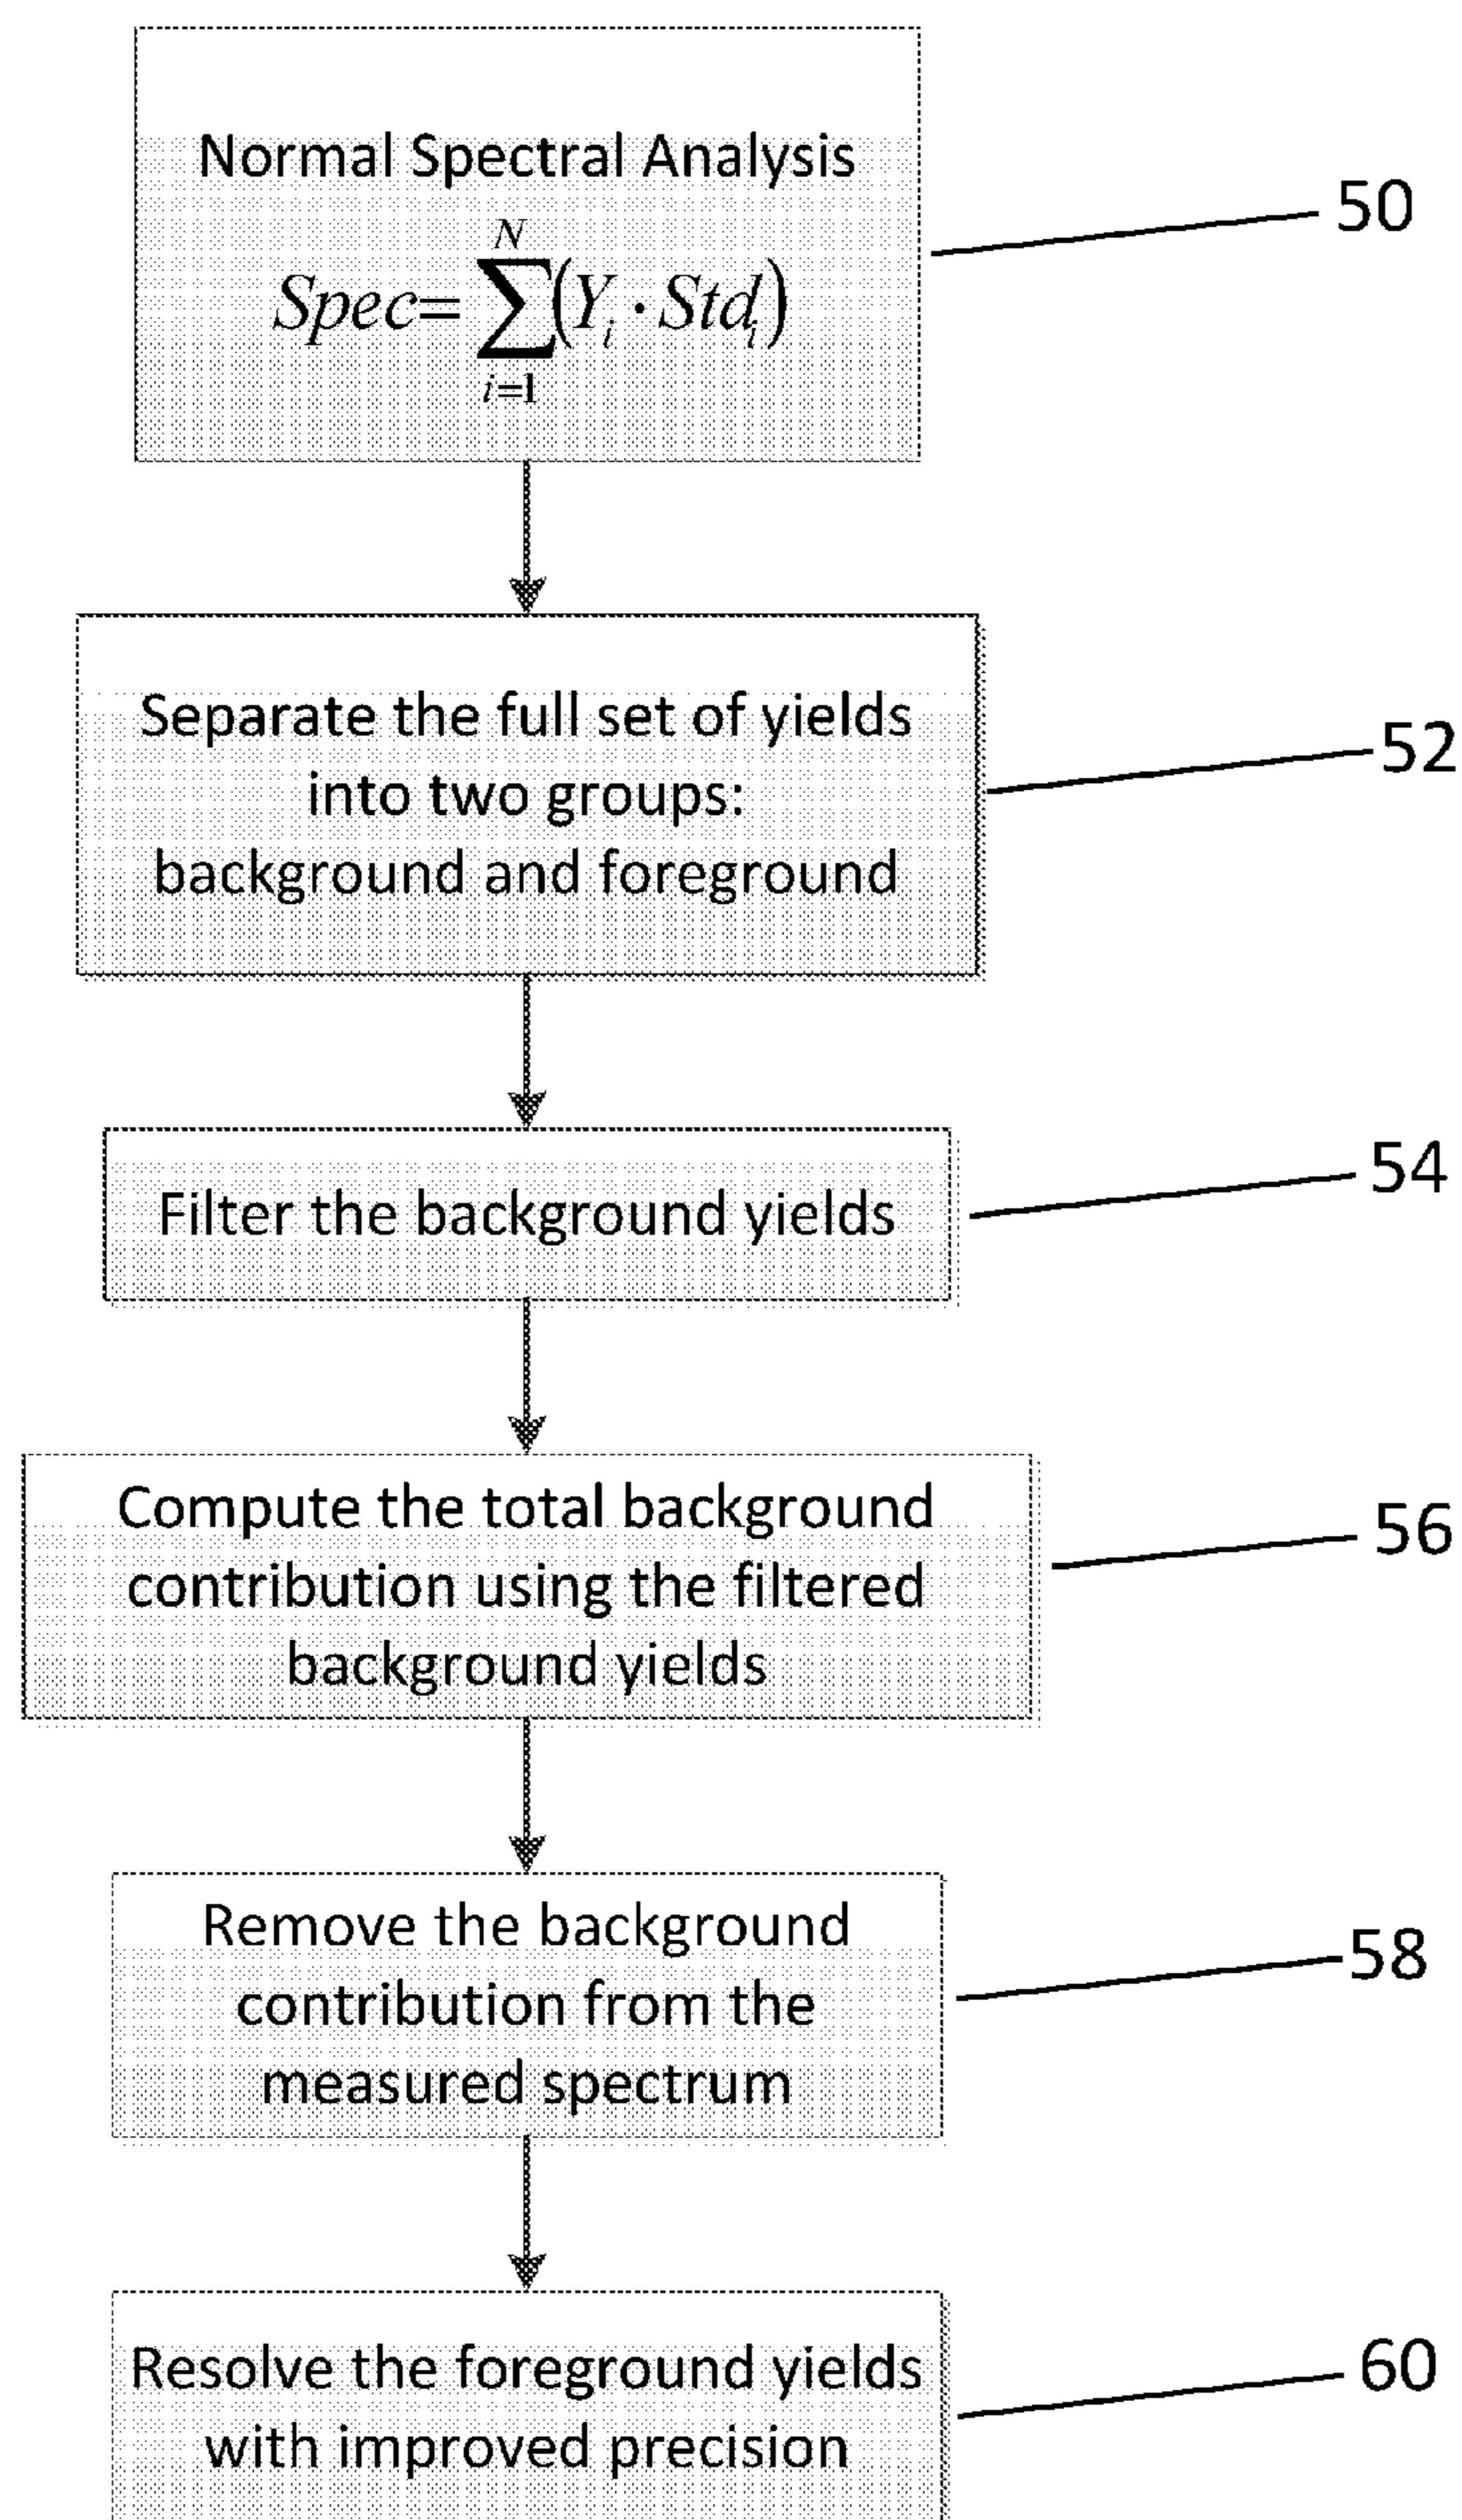 Normal Spectral Analysis
50
N
Spec= ∑(Y_i · Std_i)
i=1
Separate the full set of yields
into two groups:
background and foreground
52
Filter the background yields
54
Compute the total background
contribution using the filtered
background yields
56
Remove the background
contribution from the
measured spectrum
58
Resolve the foreground yields
with improved precision
60